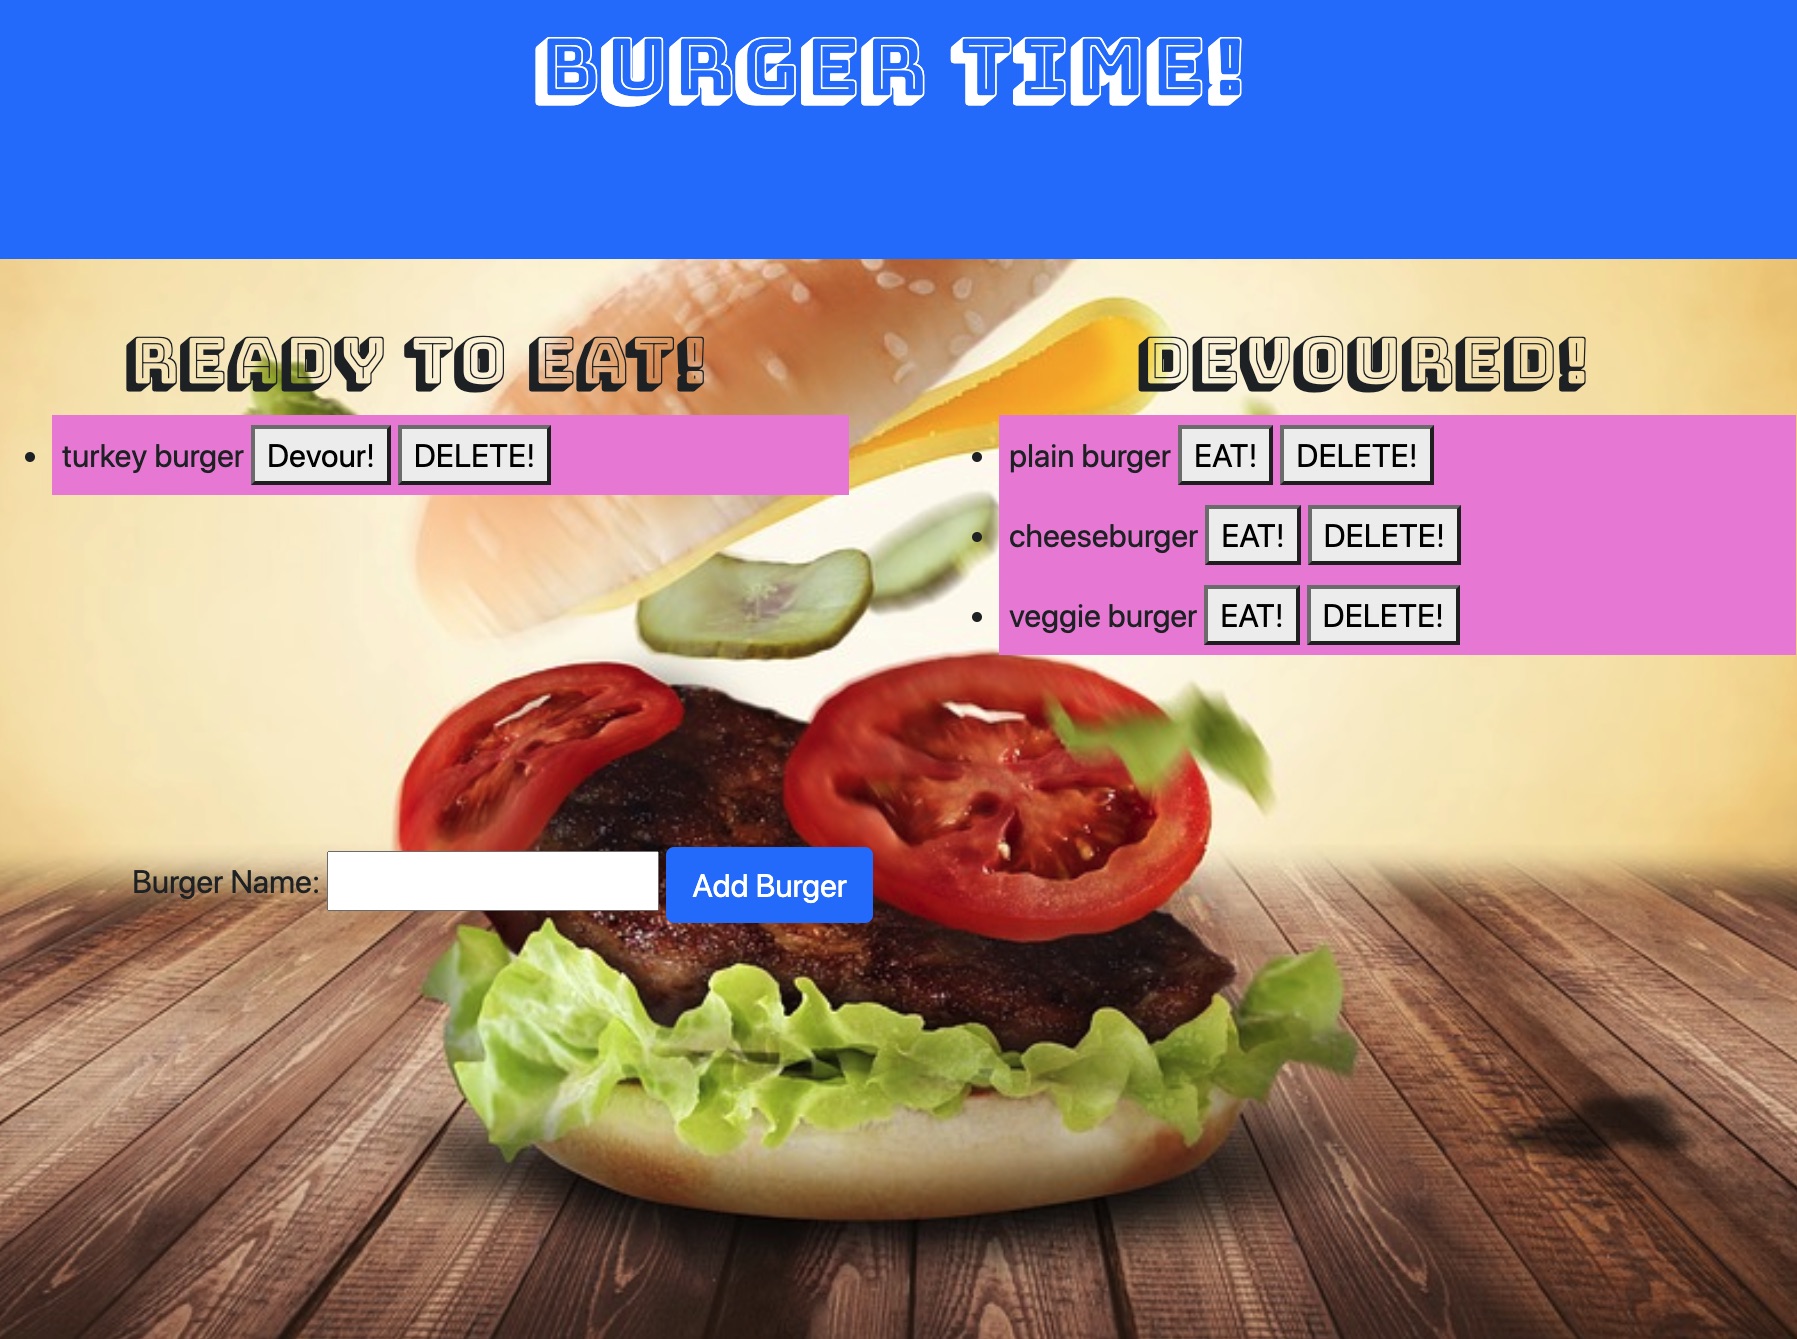 BURGER TIME!
READY TO EAT!
turkey burger Devour! DELETE!
DEVOURED!
plain burger EAT! DELETE!
cheeseburger EAT! DELETE!
veggie burger EAT! DELETE!
Burger Name: Add Burger